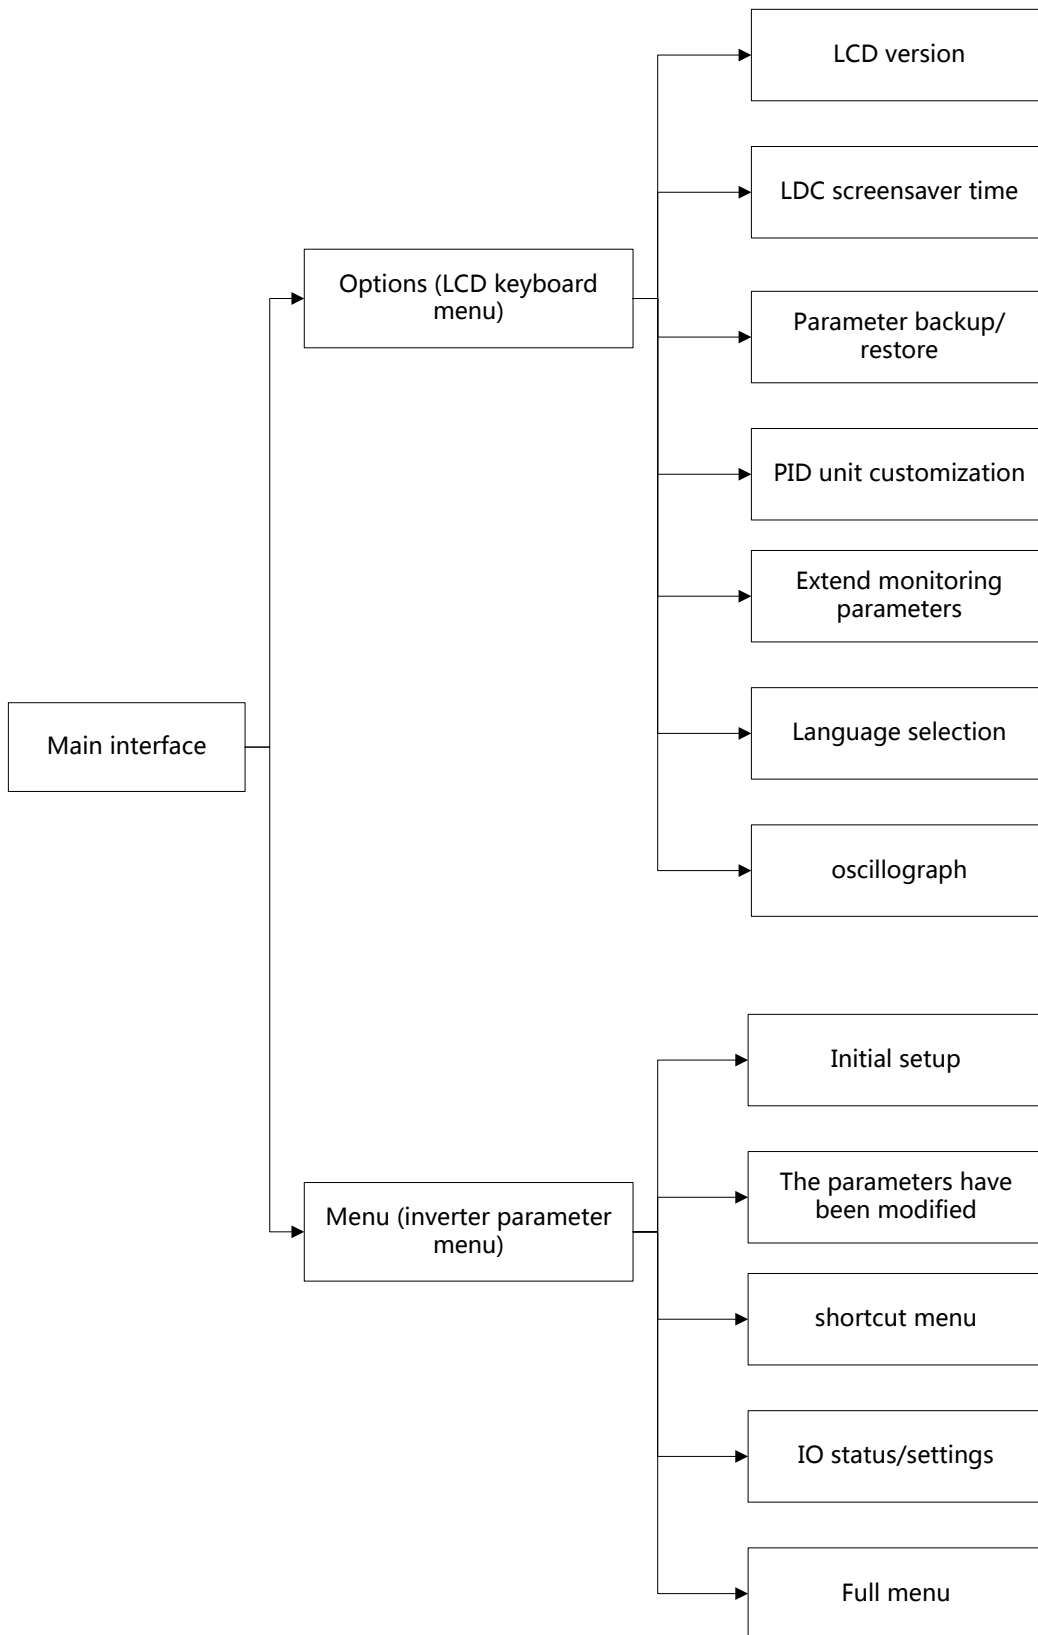 LCD version
LDC screensaver time
Options (LCD keyboard
menu)
Parameter backup/
restore
PID unit customization
Extend monitoring
parameters
Main interface
Language selection
oscillograph
Initial setup
The parameters have
been modified
Menu (inverter parameter
menu)
shortcut menu
IO status/settings
Full menu